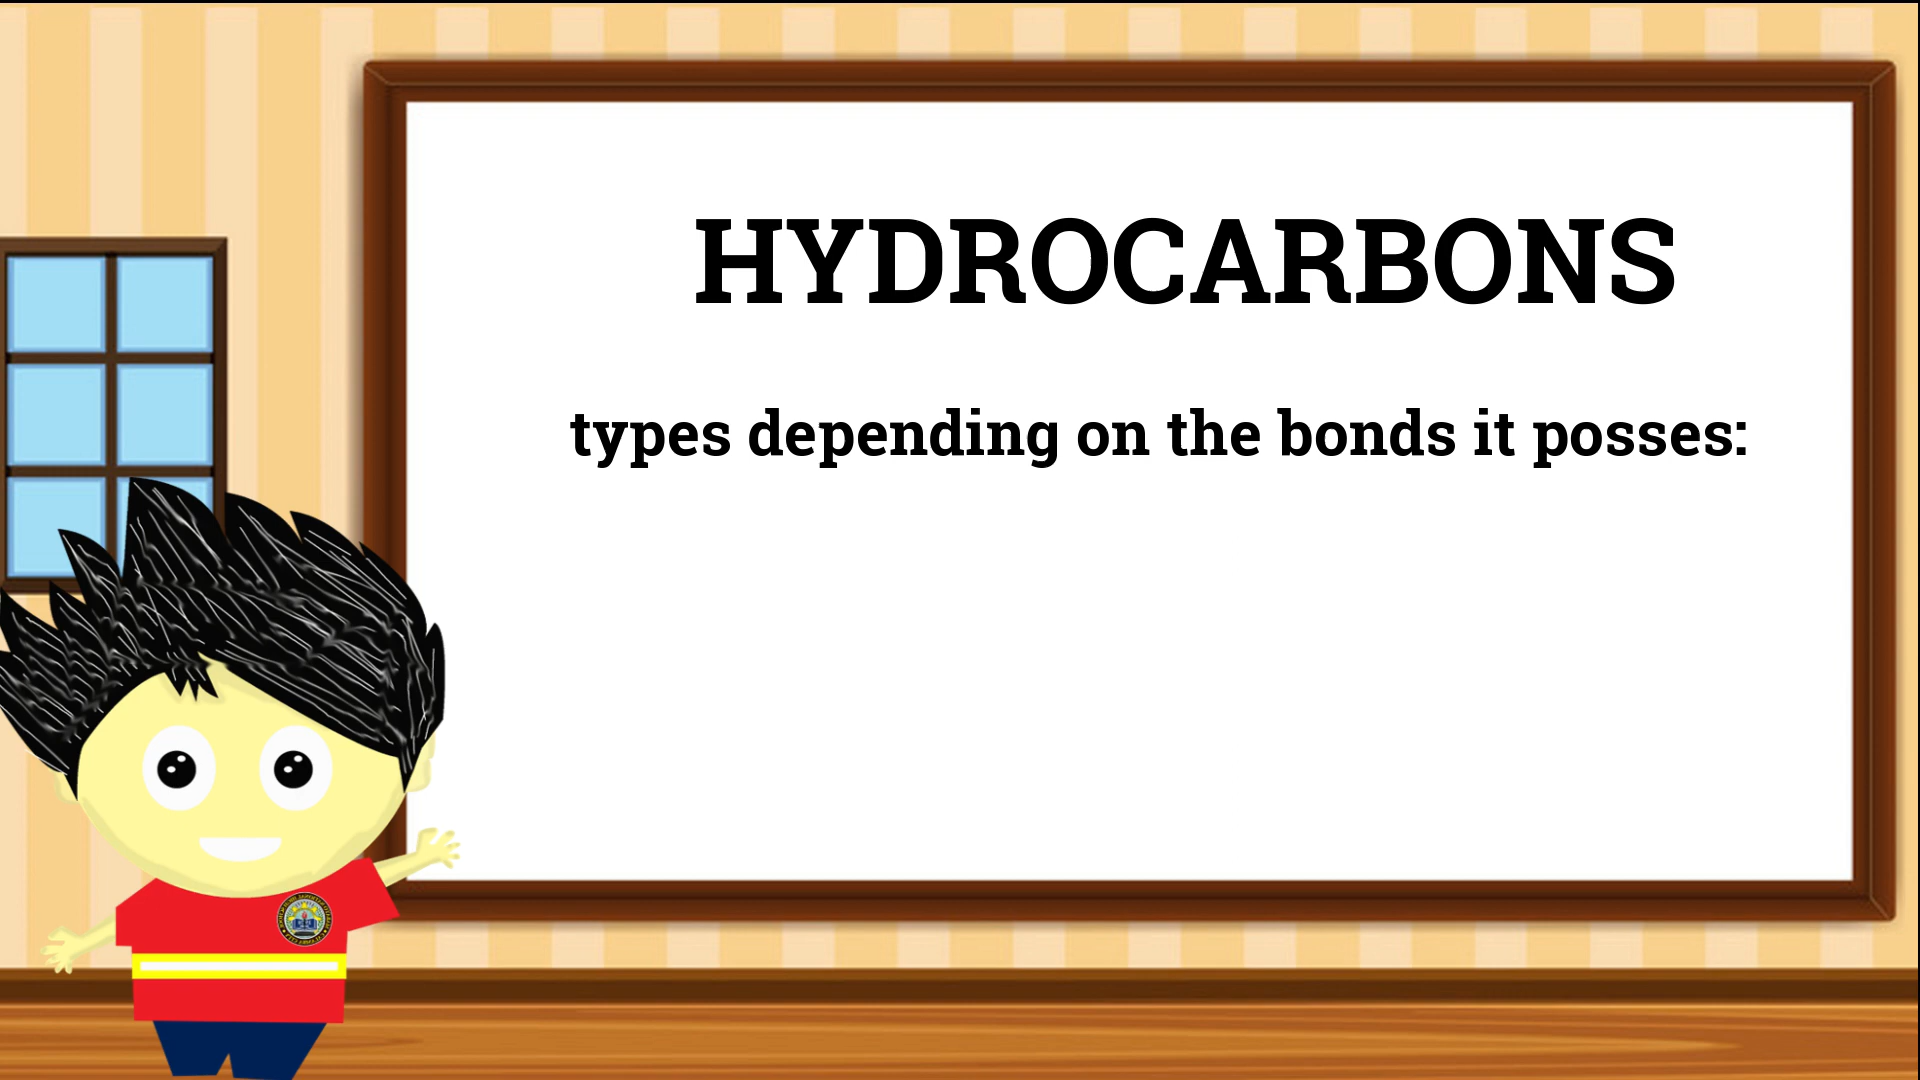 HYDROCARBONS
types depending on the bonds it posses: